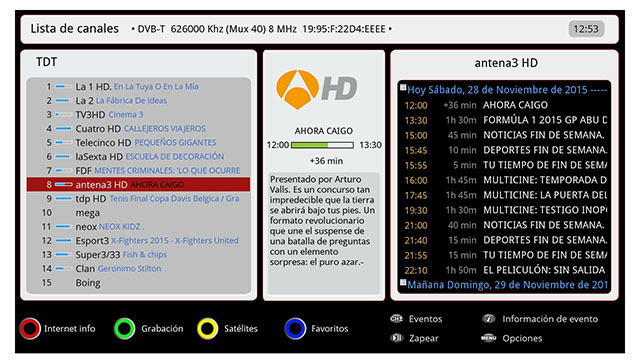 Lista de canales • DVB-T 626000 Khz (Mux 40) 8 MHz 19:95:F:22D4:EEEE • 12:53
TDT
1 La 1 HD. En La Tuya O En La Mía
2 La 2 La Fábrica De Ideas
3 TV3HD Cinema 3
4 Cuatro HD CALLEJEROS VIAJEROS
5 Telecinco HD PEQUEÑOS GIGANTES
6 laSexta HD ESCUELA DE DECORACIÓN
7 FDF MENTES CRIMINALES: 'LO QUE OCURRE
8 antena3 HD AHORA CAIGO
9 tdp HD Tenis Final Copa Davis Belgica / Gra
10 mega
11 neox NEOX KIDZ .
12 Esport3 X-Fighters 2015 - X-Fighters United
13 Super3/33 Fish & chips
14 Clan Geronimo Stilton
15 Boing
HD
AHORA CAIGO
12:00 13:30
+36 min
Presentado por Arturo
Valls. Es un concurso tan
impredecible que la tierra
se abrirá bajo tus pies. Un
formato revolucionario
que une el suspense de
una batalla de preguntas
con un elemento
sorpresa: el puro azar.-
antena3 HD
Hoy Sábado, 28 de Noviembre de 2015 -----
12:00 +36 min AHORA CAIGO
13:30 1h 30m FORMÚLA 1 2015 GP ABU D
15:00 45 min NOTICIAS FIN DE SEMANA.
15:45 10 min DEPORTES FIN DE SEMANA.
15:55 5 min TU TIEMPO DE FIN DE SEMA
16:00 1h 45m MULTICINE: TEMPORADA D
17:45 1h 45m MULTICINE: LA PUERTA DEL
19:30 1h 30m MULTICINE: TESTIGO INOPO
21:00 40 min NOTICIAS FIN DE SEMANA.
21:40 15 min DEPORTES FIN DE SEMANA.
21:55 15 min TU TIEMPO DE FIN DE SEMA
22:10 1h 50m EL PELICULÓN: SIN SALIDA
Mañana Domingo, 29 de Noviembre de 201
Internet info Grabación Satélites Favoritos
CH± Eventos i Información de evento
Zapear MENU Opciones